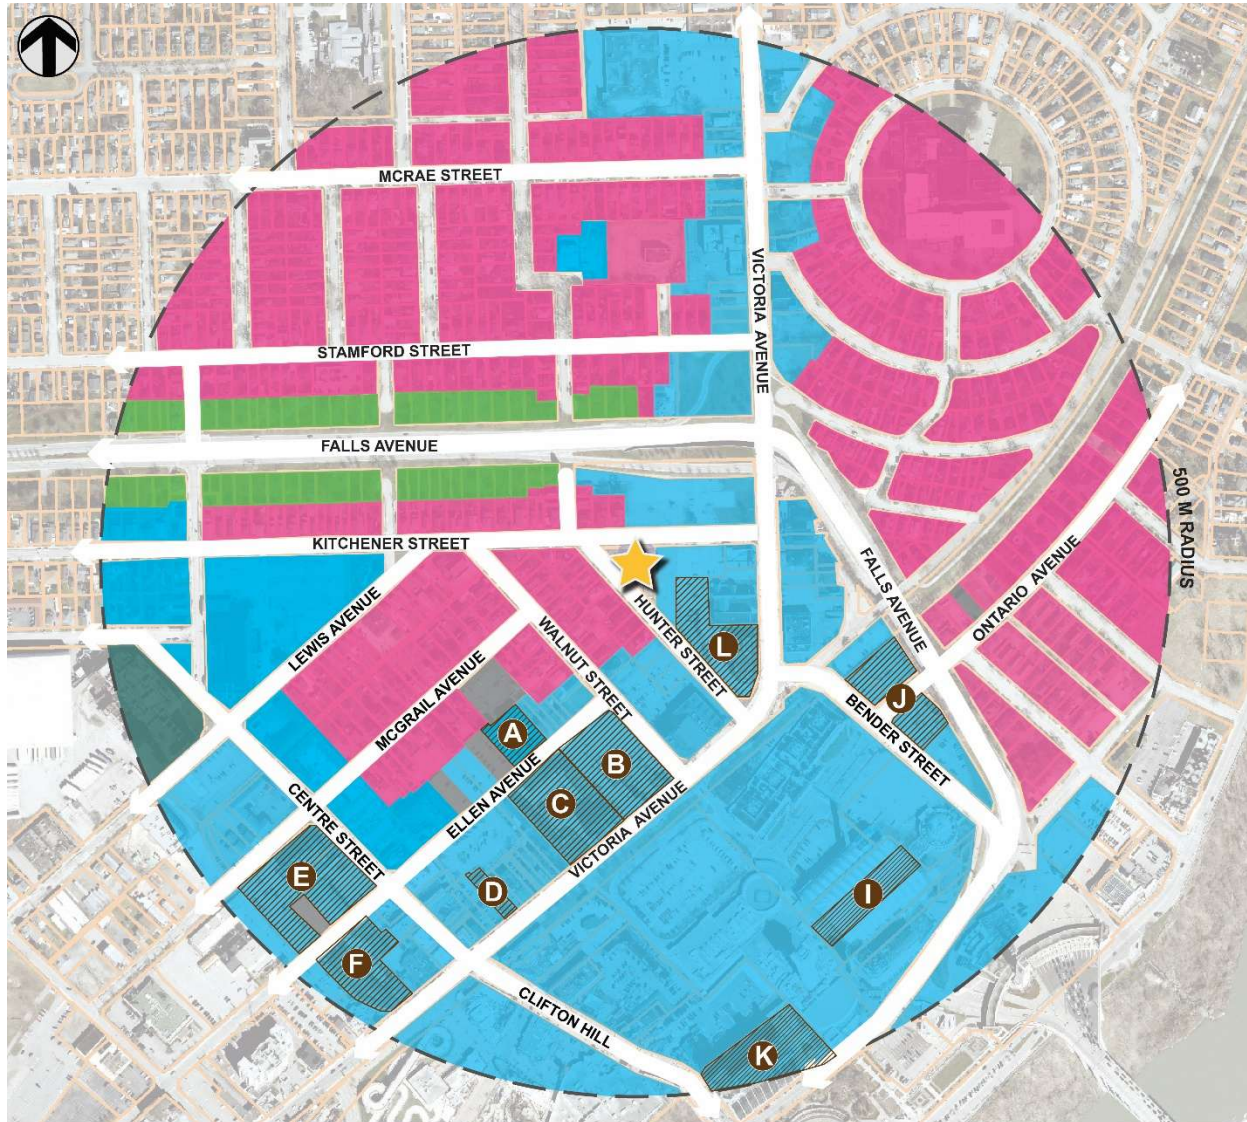 MCRAE STREET
VICTORIA AVENUE
STAMFORD STREET
FALLS AVENUE
500 M RADIUS
KITCHENER STREET
FALLS AVENUE
ONTARIO AVENUE
LEWIS AVENUE
HUNTER STREET
WALNUT STREET
L
MCGRAIL AVENUE
BENDER STREET
J
A
B
ELLEN AVENUE
C
VICTORIA AVENUE
CENTRE STREET
E
D
I
F
CLIFTON HILL
K